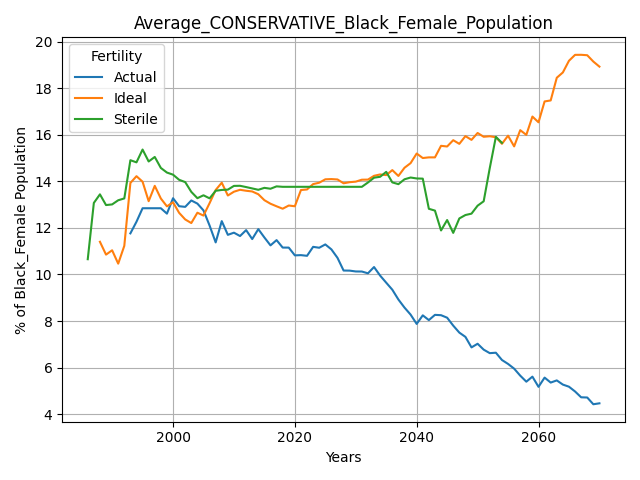 Average_CONSERVATIVE_Black_Female_Population
Fertility
Actual
Ideal
Sterile
% of Black_Female Population
20
18
16
14
12
10
8
6
4
2000
2020
2040
2060
Years